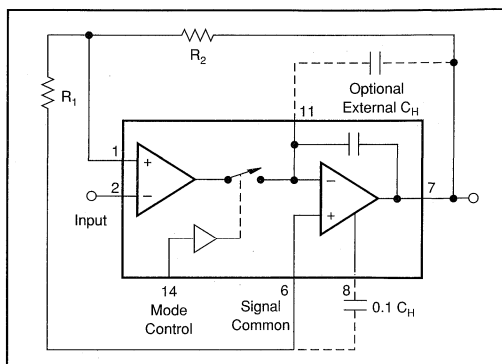 R2
R1
Optional
External CH
11
1
+
2
−
−
+
7
Input
14
6
8
Mode
Control
Signal
Common
0.1 CH